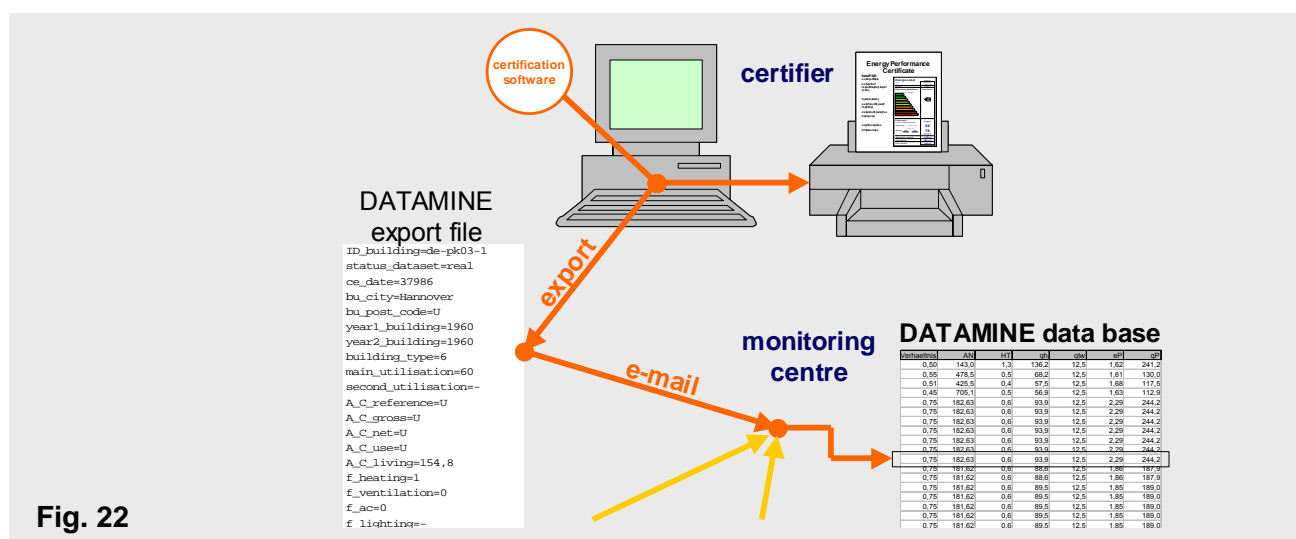 certification
software
certifier
Energy Performance
Certificate
DATAMINE
export file
ID_building=de-pk03-1
status_dataset=real
ce_date=37986
bu_city=Hannover
bu_post_code=U
year1_building=1960
year2_building=1960
building_type=6
main_utilisation=60
second_utilisation=-
A_C_reference=U
A_C_gross=U
A_C_net=U
A_C_use=U
A_C_living=154,8
f_heating=1
f_ventilation=0
f_ac=0
f_lighting=-
export
e-mail
monitoring
centre
DATAMINE data base
Verhaeltnis AN HT qh qtw eP qP
0,50 143,0 1,3 136,2 12,5 1,62 241,2
0,55 478,5 0,5 68,2 12,5 1,61 130,0
0,51 425,5 0,4 57,5 12,5 1,68 117,5
0,45 705,1 0,5 56,9 12,5 1,63 112,9
0,75 182,63 0,6 93,9 12,5 2,29 244,2
0,75 182,63 0,6 93,9 12,5 2,29 244,2
0,75 182,63 0,6 93,9 12,5 2,29 244,2
0,75 182,63 0,6 93,9 12,5 2,29 244,2
0,75 182,63 0,6 93,9 12,5 2,29 244,2
0,75 182,63 0,6 93,9 12,5 2,29 244,2
0,75 182,63 0,6 93,9 12,5 2,29 244,2
0,75 181,62 0,6 88,6 12,5 1,86 187,9
0,75 181,62 0,6 88,6 12,5 1,86 187,9
0,75 181,62 0,6 89,5 12,5 1,85 189,0
0,75 181,62 0,6 89,5 12,5 1,85 189,0
0,75 181,62 0,6 89,5 12,5 1,85 189,0
0,75 181,62 0,6 89,5 12,5 1,85 189,0
0,75 181,62 0,6 89,5 12,5 1,85 189,0
Fig. 22